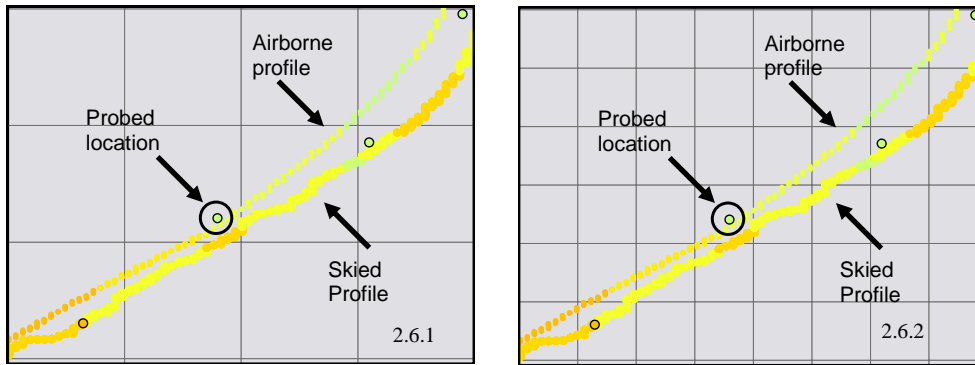 Airborne
profile
Probed
location
Skied
Profile
2.6.1
Airborne
profile
Probed
location
Skied
Profile
2.6.2